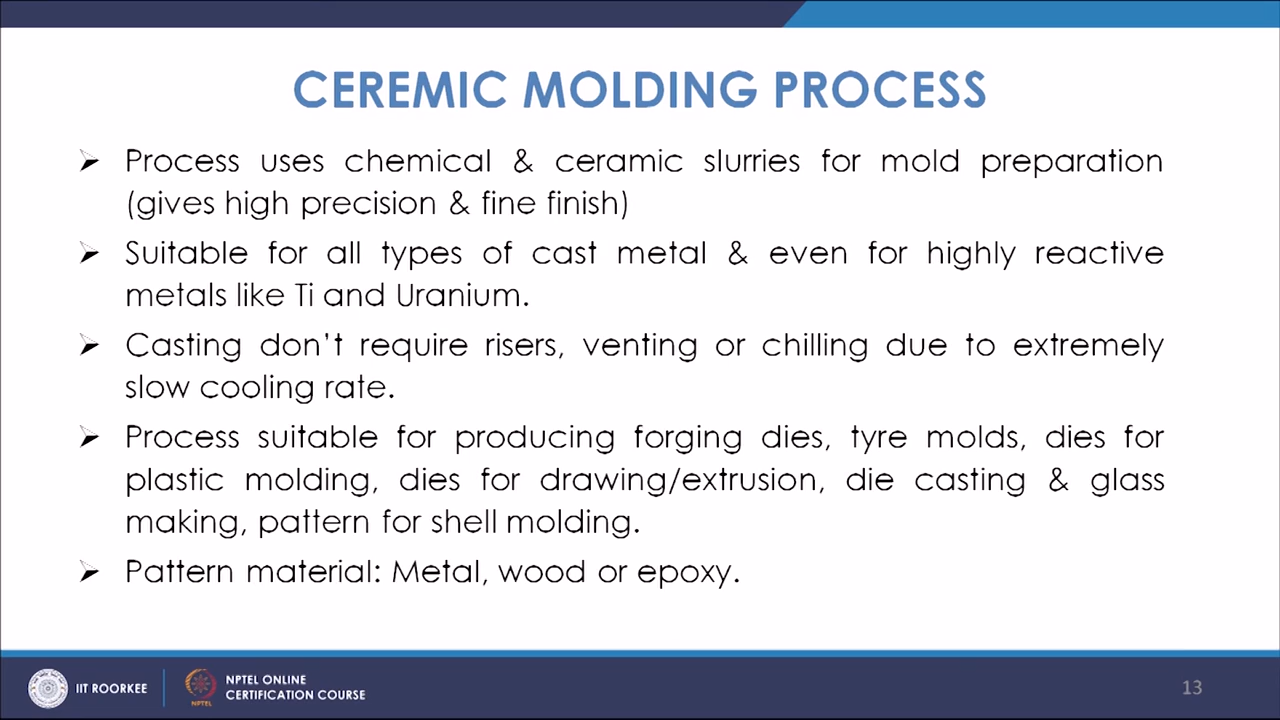 CEREMIC MOLDING PROCESS
Process uses chemical & ceramic slurries for mold preparation
(gives high precision & fine finish)
Suitable for all types of cast metal & even for highly reactive
metals like Ti and Uranium.
Casting don't require risers, venting or chilling due to extremely
slow cooling rate.
Process suitable for producing forging dies, tyre molds, dies for
plastic molding, dies for drawing/extrusion, die casting & glass
making, pattern for shell molding.
Pattern material: Metal, wood or epoxy.
IIT ROORKEE
NPTEL
NPTEL ONLINE
CERTIFICATION COURSE
13